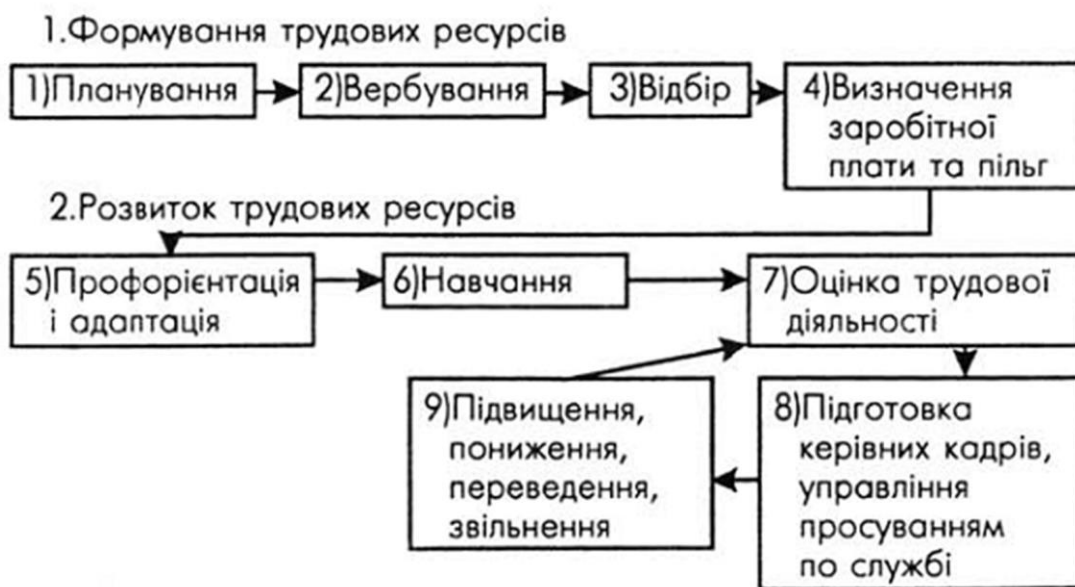 1.Формування трудових ресурсів
1)Планування
2)Вербування
3)Відбір
4)Визначення
заробітної
плати та пільг
2.Розвиток трудових ресурсів
5)Профорієнтація
і адаптація
6)Навчання
7)Оцінка трудової
діяльності
9)Підвищення,
пониження,
переведення,
звільнення
8)Підготовка
керівних кадрів,
управління
просуванням
по службі